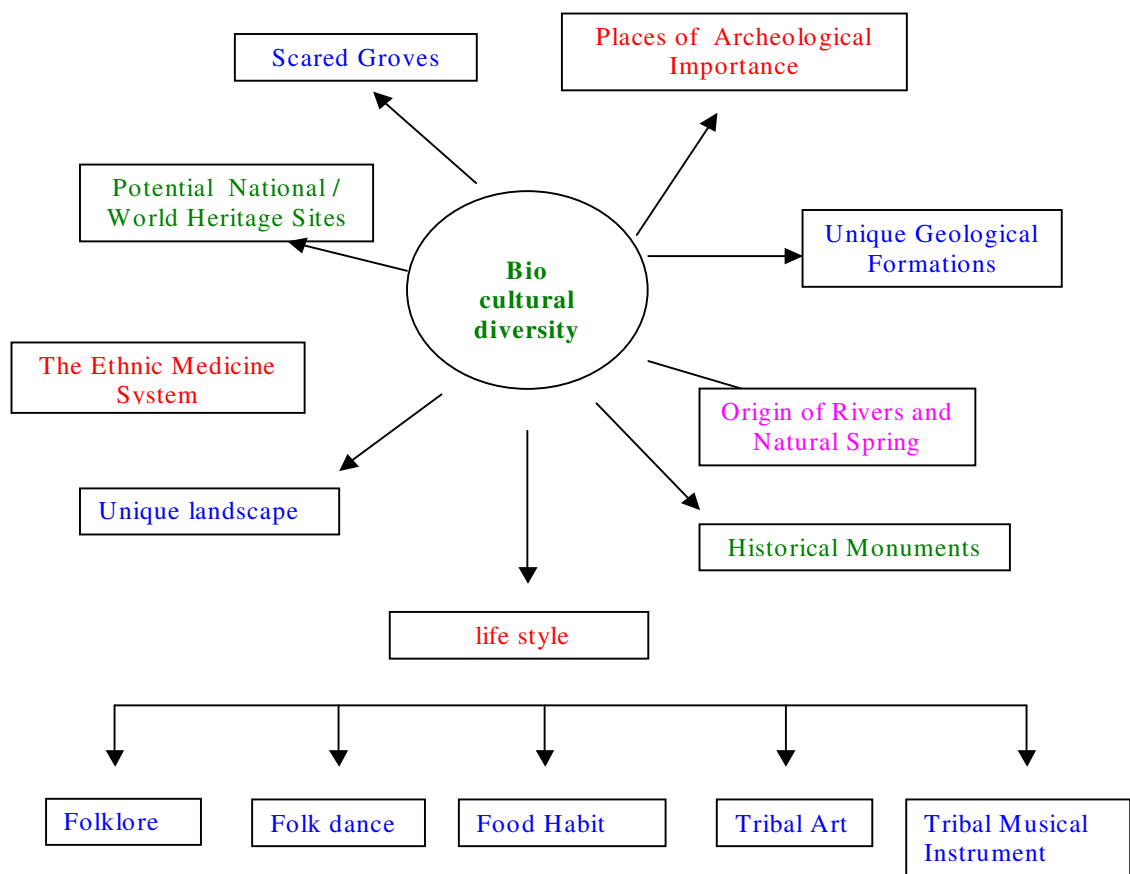 Places of Archeological
Importance
Scared Groves
Potential National /
World Heritage Sites
Unique Geological
Formations
Bio
cultural
diversity
The Ethnic Medicine
System
Origin of Rivers and
Natural Spring
Unique landscape
Historical Monuments
life style
Folklore
Folk dance
Food Habit
Tribal Art
Tribal Musical
Instrument